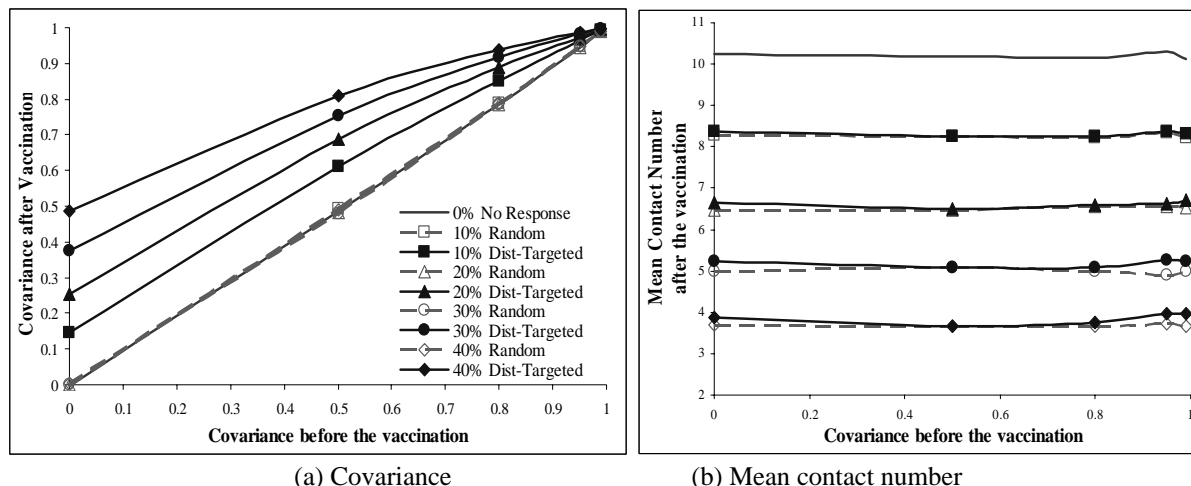 Covariance after Vaccination
1
0.9
0.8
0.7
0.6
0.5
0.4
0.3
0.2
0.1
0
0% No Response
10% Random
10% Dist-Targeted
20% Random
20% Dist-Targeted
30% Random
30% Dist-Targeted
40% Random
40% Dist-Targeted
0 0.1 0.2 0.3 0.4 0.5 0.6 0.7 0.8 0.9 1
Covariance before the vaccination
(a) Covariance
Mean Contact Number
after the vaccination
11
10
9
8
7
6
5
4
3
2
0 0.2 0.4 0.6 0.8 1
Covariance before the vaccination
(b) Mean contact number